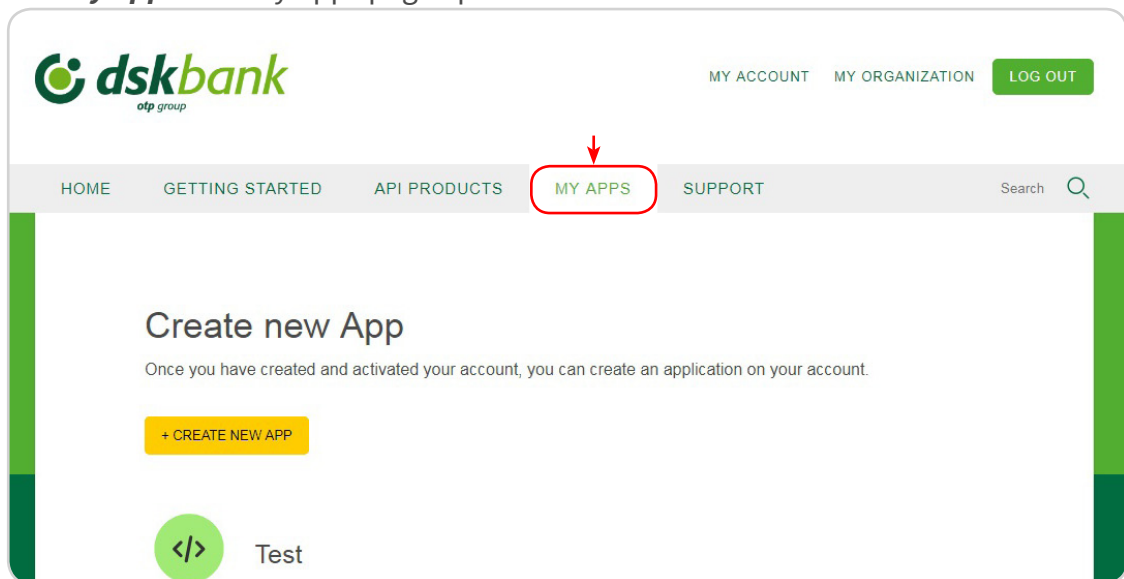 dskbank
otp group
MY ACCOUNT MY ORGANIZATION LOG OUT
HOME GETTING STARTED API PRODUCTS MY APPS SUPPORT Search
Create new App
Once you have created and activated your account, you can create an application on your account.
+ CREATE NEW APP
</> Test